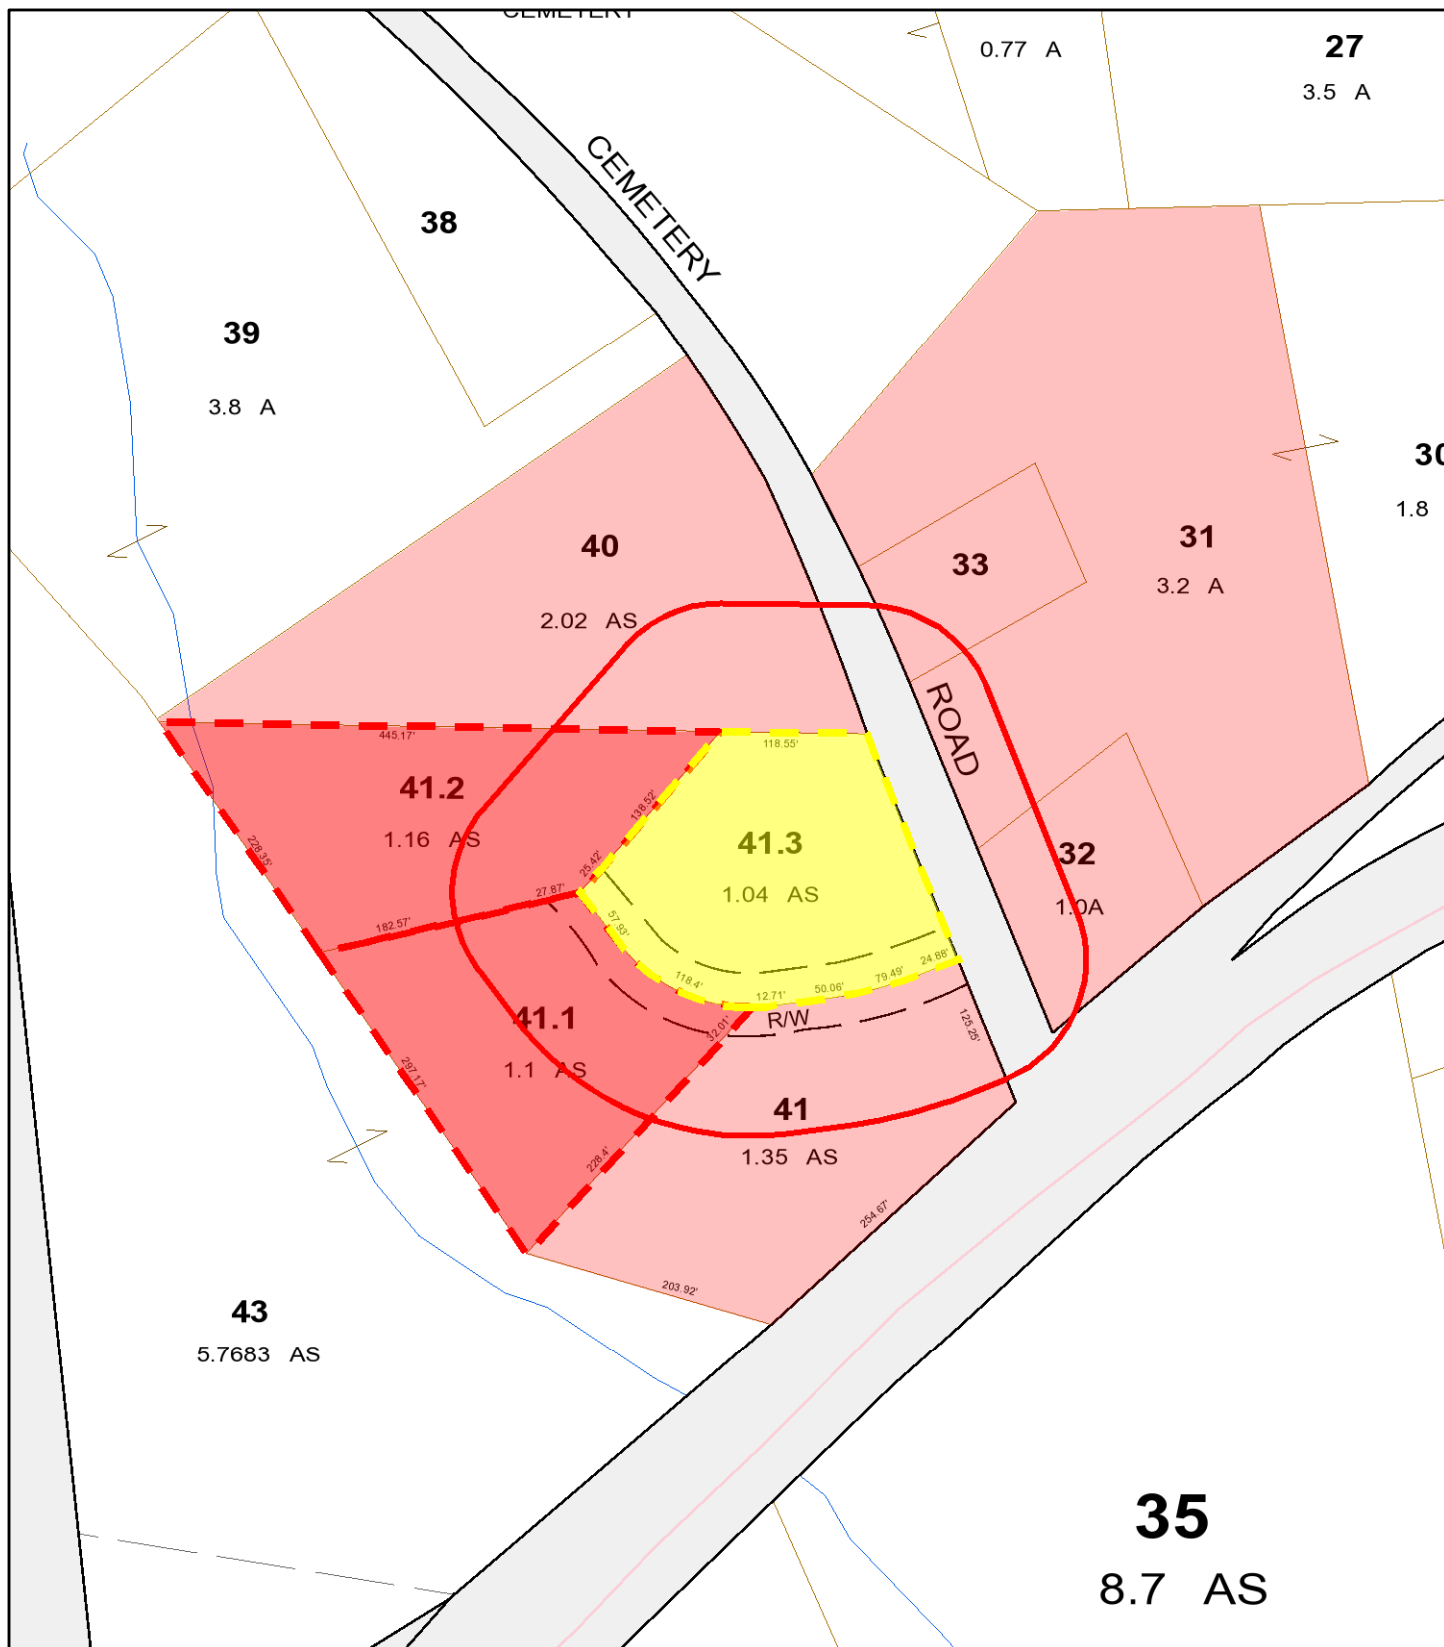 CEMETERY
0.77 A
27
3.5 A
CEMETERY
38
39
3.8 A
30
1.8
31
3.2 A
33
40
2.02 AS
ROAD
445.17'
118.55'
41.2
1.16 AS
138.52'
41.3
1.04 AS
228.35'
25.42'
27.87'
182.57'
57.93'
32
1.0A
118.4'
12.71'
50.06'
79.49'
24.88'
R/W
32.01'
125.25'
41.1
1.1 AS
297.17'
41
1.35 AS
228.4'
254.67'
203.92'
43
5.7683 AS
35
8.7 AS